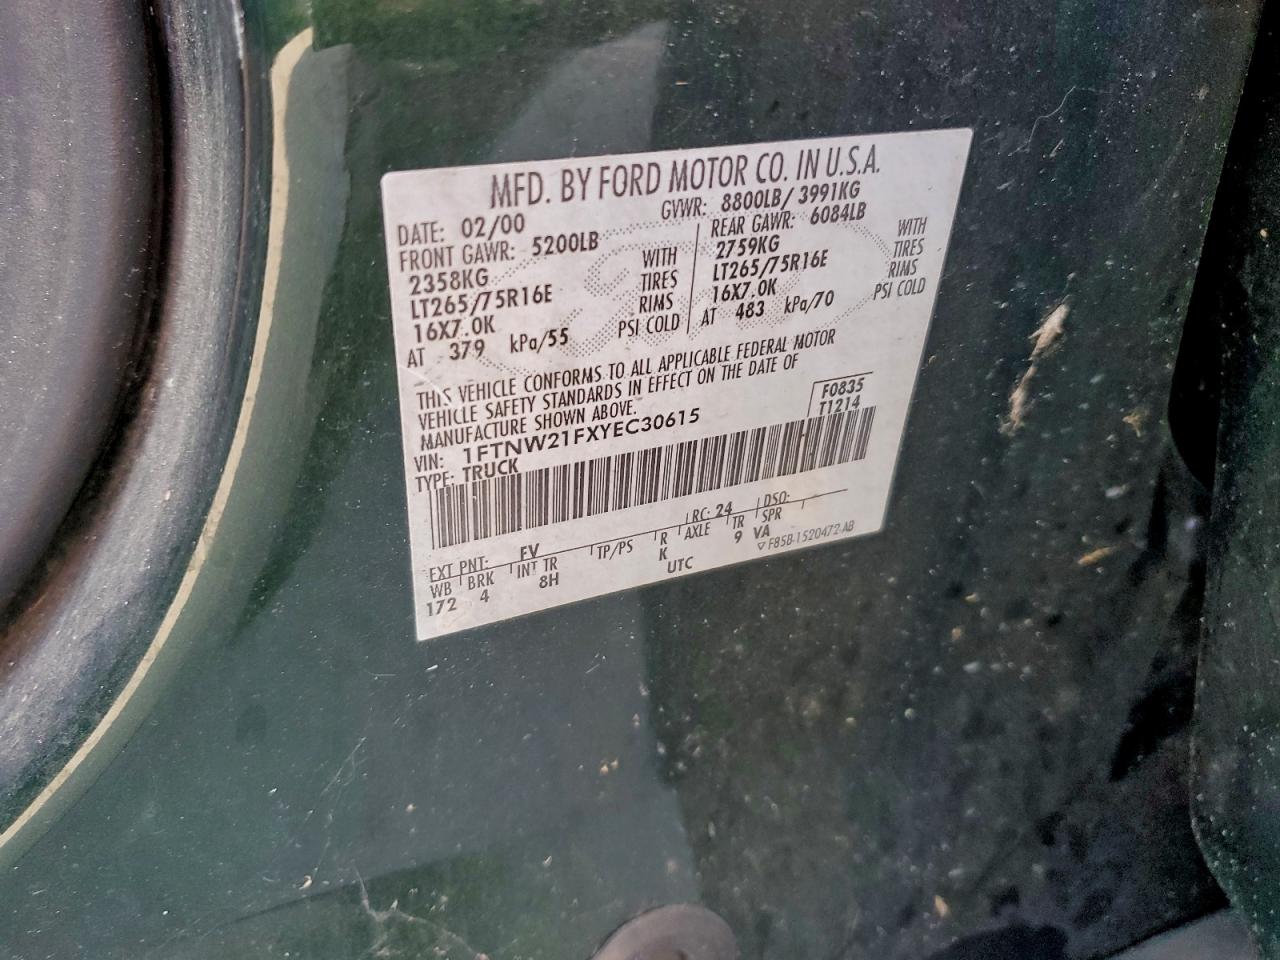 MFD. BY FORD MOTOR CO. IN U.S.A.
DATE: 02/00 GVWR: 8800LB/ 3991KG
FRONT GAWR: 5200LB REAR GAWR: 6084LB
2358KG WITH 2759KG WITH
LT265/75R16E TIRES LT265/75R16E TIRES
16X7.0K RIMS 16X7.0K RIMS
AT 379 kPa/55 PSI COLD AT 483 kPa/70 PSI COLD
THIS VEHICLE CONFORMS TO ALL APPLICABLE FEDERAL MOTOR
VEHICLE SAFETY STANDARDS IN EFFECT ON THE DATE OF
MANUFACTURE SHOWN ABOVE.
F0835
VIN: 1FTNW21FXYEC30615 T1214
TYPE: TRUCK
EXT PNT: FV RC: 24 DSO:
WB BRK INT TR TP/PS R AXLE TR SPR
172 4 8H K 9 VA
UTC ▽ F85B-1520472-AB